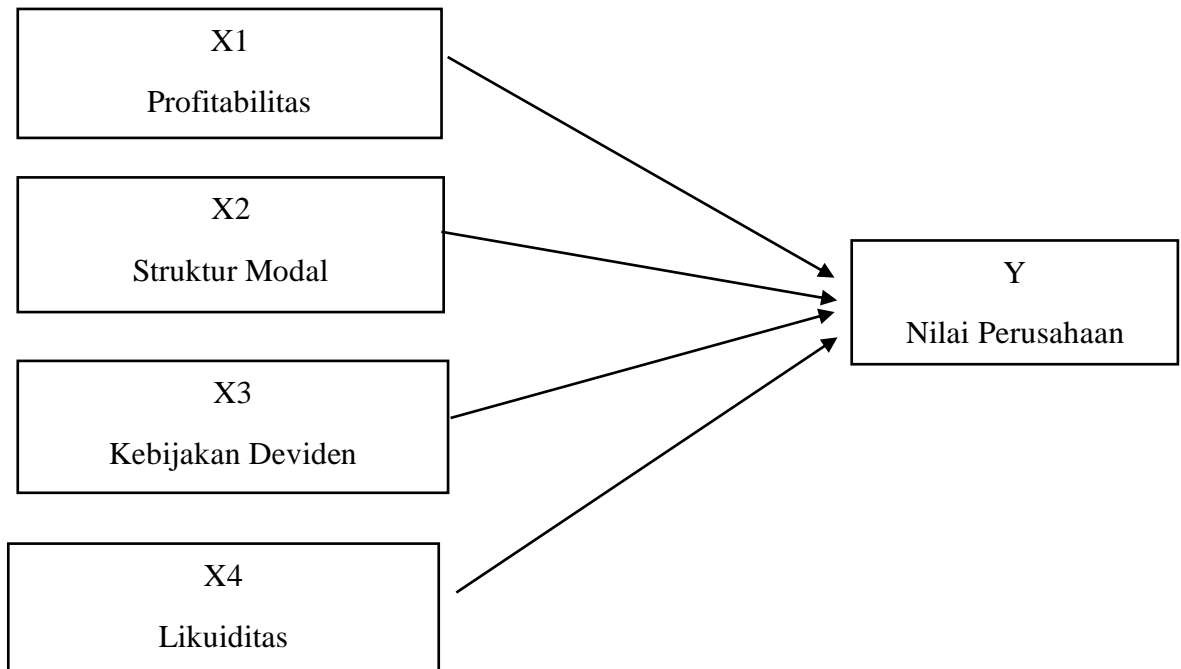 X1
Profitabilitas
X2
Struktur Modal
Y
Nilai Perusahaan
X3
Kebijakan Deviden
X4
Likuiditas